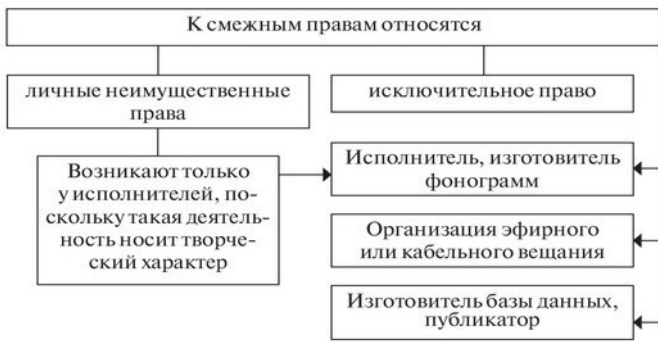 К смежным правам относятся
личные неимущественные
права
исключительное право
Возникают только
у исполнителей, по-
скольку такая деятель-
ность носит творче-
ский характер
Исполнитель, изготовитель
фонограмм
Организация эфирного
или кабельного вещания
Изготовитель базы данных,
публикатор